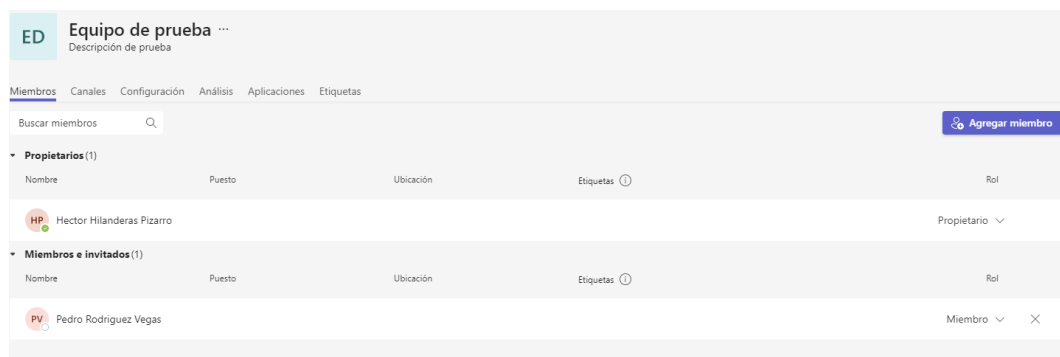 ED
Equipo de prueba ...
Descripción de prueba
Miembros Canales Configuración Análisis Aplicaciones Etiquetas
Buscar miembros Agregar miembro
Propietarios (1)
Nombre Puesto Ubicación Etiquetas Rol
HP Hector Hilanderas Pizarro Propietario
Miembros e invitados (1)
Nombre Puesto Ubicación Etiquetas Rol
PV Pedro Rodriguez Vegas Miembro